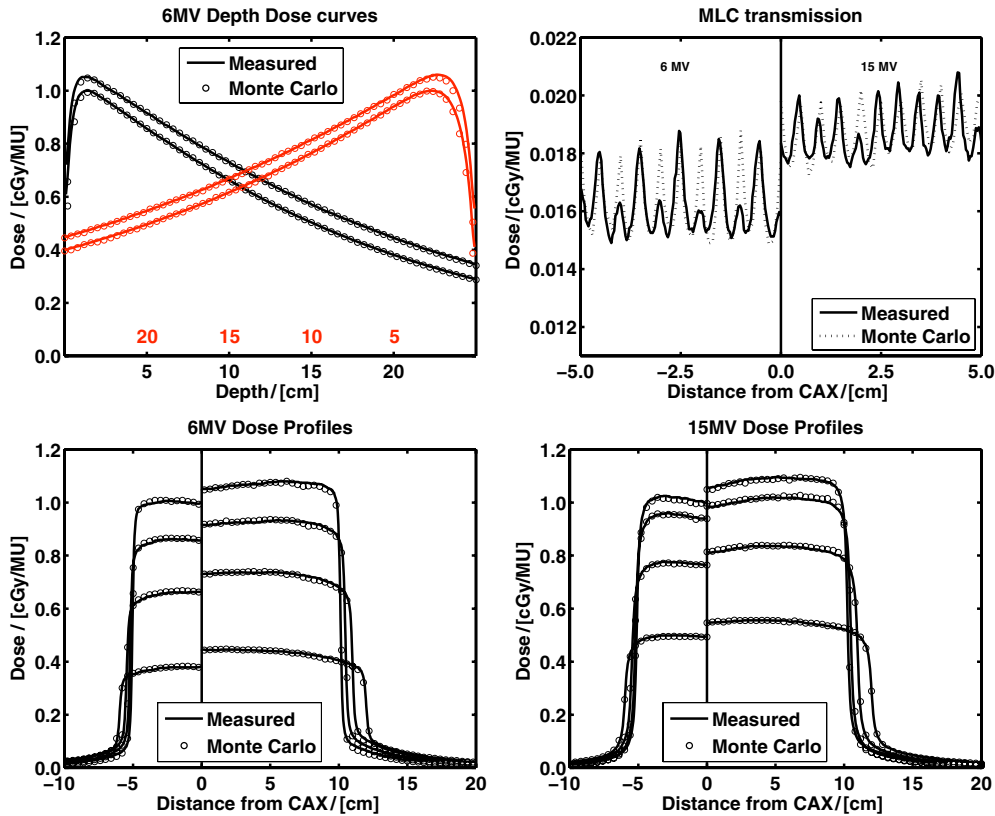 6MV Depth Dose curves
1.2
1.0
0.8
0.6
0.4
0.2
0.0
Dose / [cGy/MU]
Measured
Monte Carlo
20 15 10 5
5 10 15 20
Depth/[cm]
MLC transmission
0.022
0.020
0.018
0.016
0.014
0.012
Dose/[cGy/MU]
6 MV
15 MV
Measured
Monte Carlo
−5.0 −2.5 0.0 2.5 5.0
Distance from CAX/[cm]
6MV Dose Profiles
1.2
1.0
0.8
0.6
0.4
0.2
0.0
Dose / [cGy/MU]
Measured
Monte Carlo
−10 −5 0 5 10 15 20
Distance from CAX/[cm]
15MV Dose Profiles
1.2
1.0
0.8
0.6
0.4
0.2
0.0
Dose/[cGy/MU]
Measured
Monte Carlo
−10 −5 0 5 10 15 20
Distance from CAX/[cm]